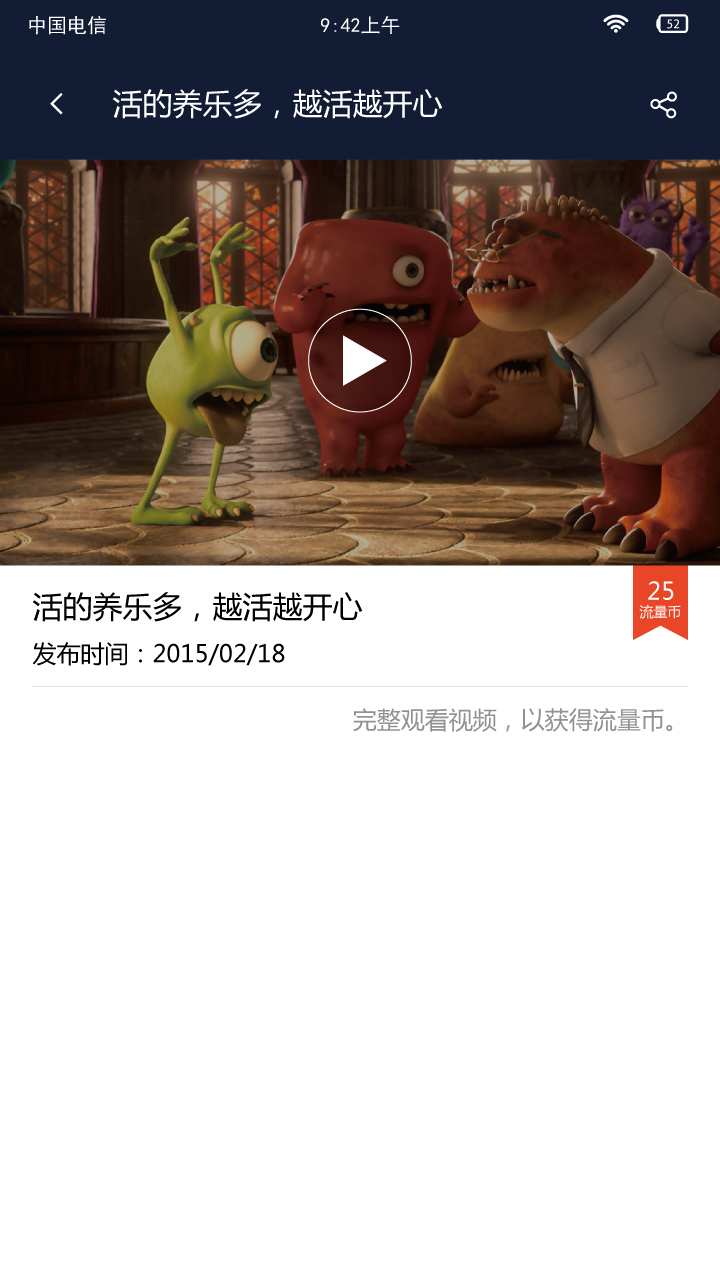 中国电信
9:42上午
52
活的养乐多，越活越开心
活的养乐多，越活越开心
25
流量币
发布时间：2015/02/18
完整观看视频，以获得流量币。